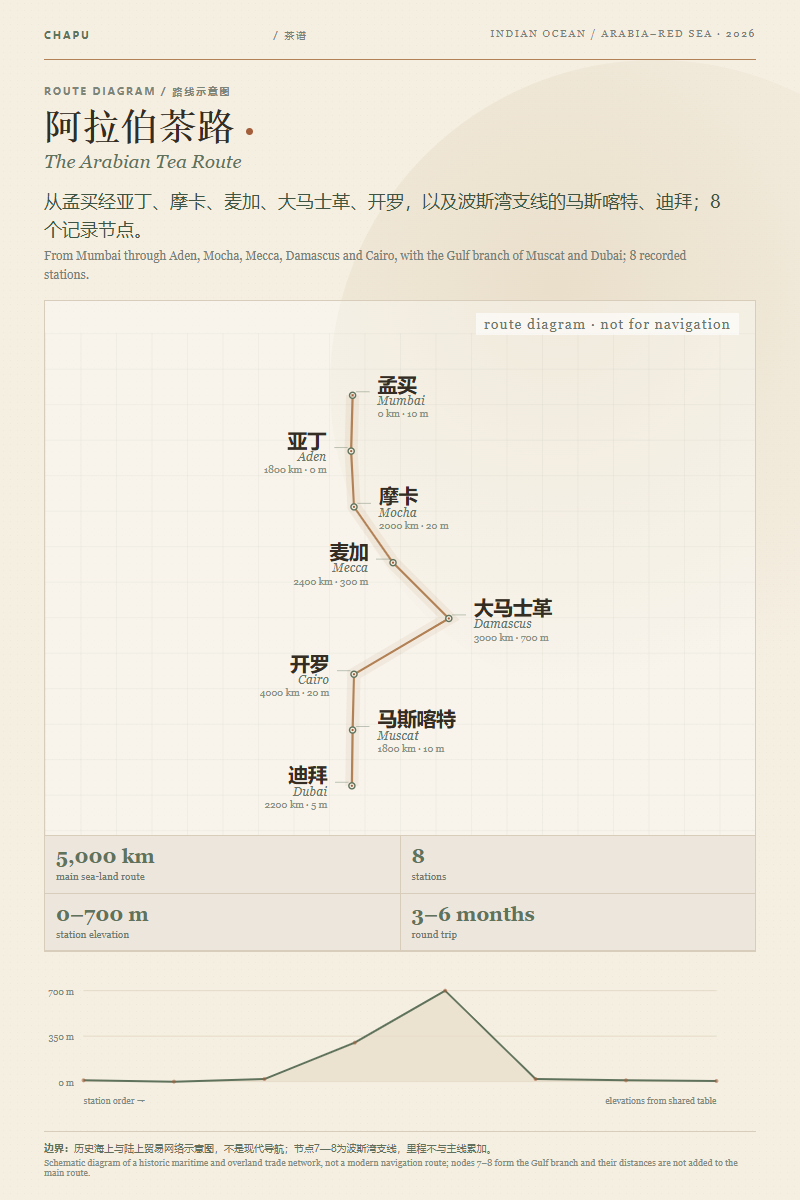 CHAPU / 茶谱 INDIAN OCEAN / ARABIA–RED SEA · 2026
ROUTE DIAGRAM / 路线示意图
阿拉伯茶路
The Arabian Tea Route
从孟买经亚丁、摩卡、麦加、大马士革、开罗，以及波斯湾支线的马斯喀特、迪拜；8
个记录节点。
From Mumbai through Aden, Mocha, Mecca, Damascus and Cairo, with the Gulf branch of Muscat and Dubai; 8 recorded
stations.
route diagram · not for navigation
孟买
Mumbai
0 km · 10 m
亚丁
Aden
1800 km · 0 m
摩卡
Mocha
2000 km · 20 m
麦加
Mecca
2400 km · 300 m
大马士革
Damascus
3000 km · 700 m
开罗
Cairo
4000 km · 20 m
马斯喀特
Muscat
1800 km · 10 m
迪拜
Dubai
2200 km · 5 m
5,000 km
main sea-land route
8
stations
0–700 m
station elevation
3–6 months
round trip
700 m
350 m
0 m
station order → elevations from shared table
边界：历史海上与陆上贸易网络示意图，不是现代导航；节点7—8为波斯湾支线，里程不与主线累加。
Schematic diagram of a historic maritime and overland trade network, not a modern navigation route; nodes 7–8 form the Gulf branch and their distances are not added to the
main route.